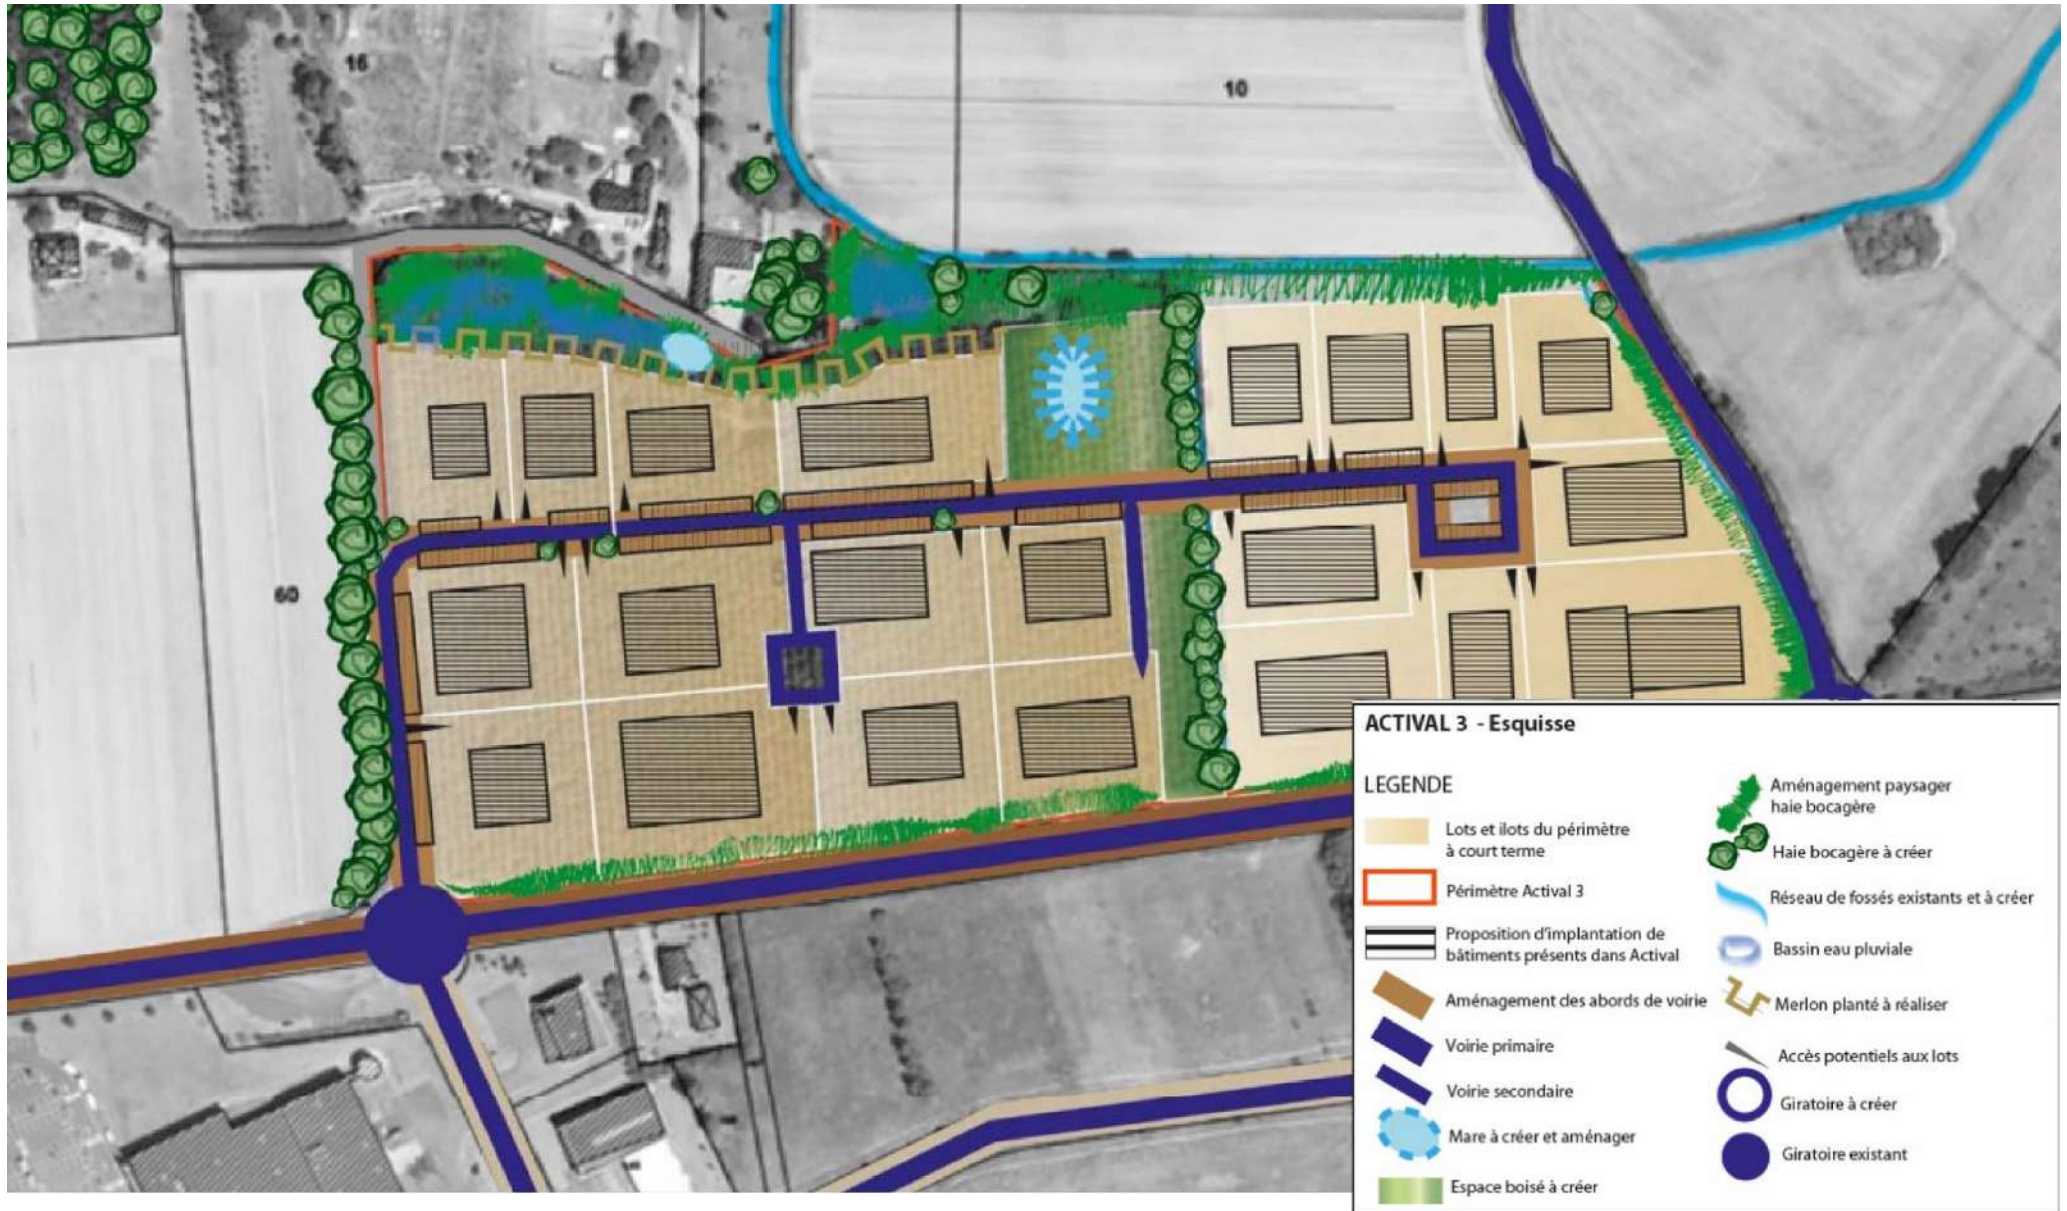 16
10
60
ACTIVAL 3 - Esquisse
LEGENDE
Lots et ilots du périmètre
à court terme
Périmètre Actival 3
Proposition d'implantation de
bâtiments présents dans Actival
Aménagement des abords de voirie
Voirie primaire
Voirie secondaire
Mare à créer et aménager
Espace boisé à créer
Aménagement paysager
haie bocagère
Haie bocagère à créer
Réseau de fossés existants et à créer
Bassin eau pluviale
Merlon planté à réaliser
Accès potentiels aux lots
Giratoire à créer
Giratoire existant